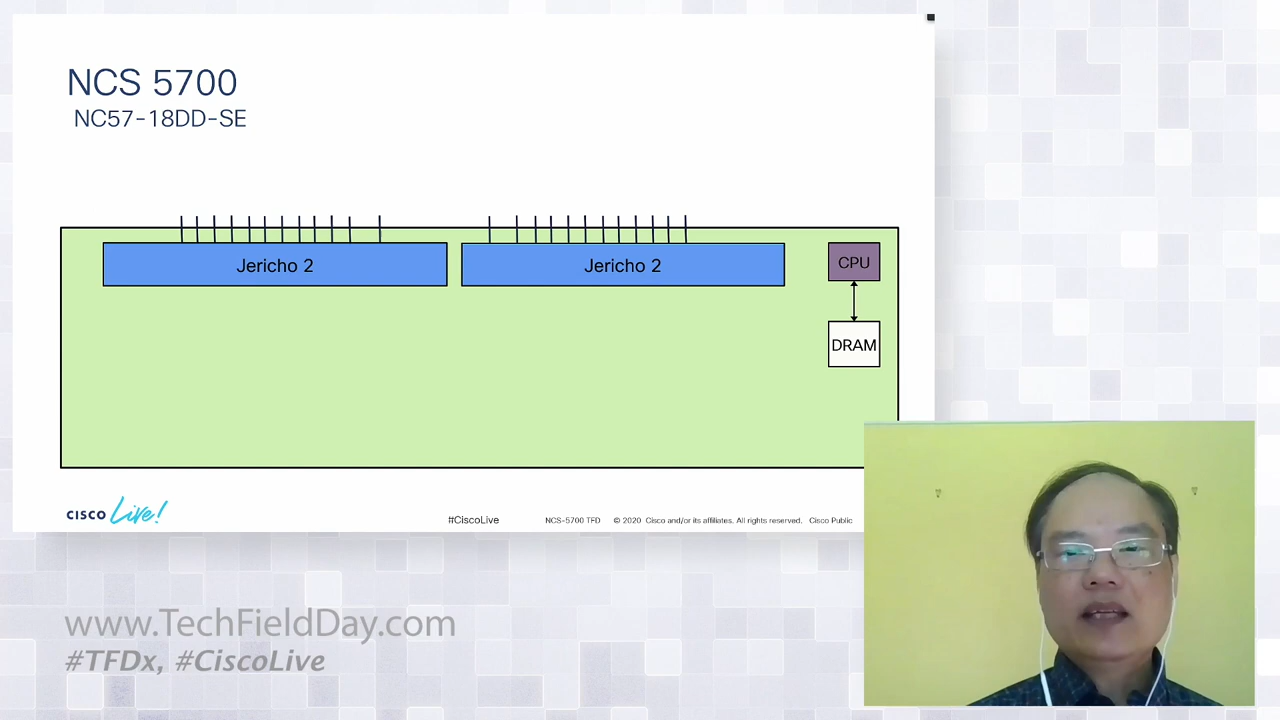 NCS 5700
NC57-18DD-SE
Jericho 2
Jericho 2
CPU
DRAM
CISCO Live!
#CiscoLive
NCS-5700 TFD
© 2020 Cisco and/or its affiliates. All rights reserved. Cisco Public
www.TechFieldDay.com
#TFDx, #CiscoLive